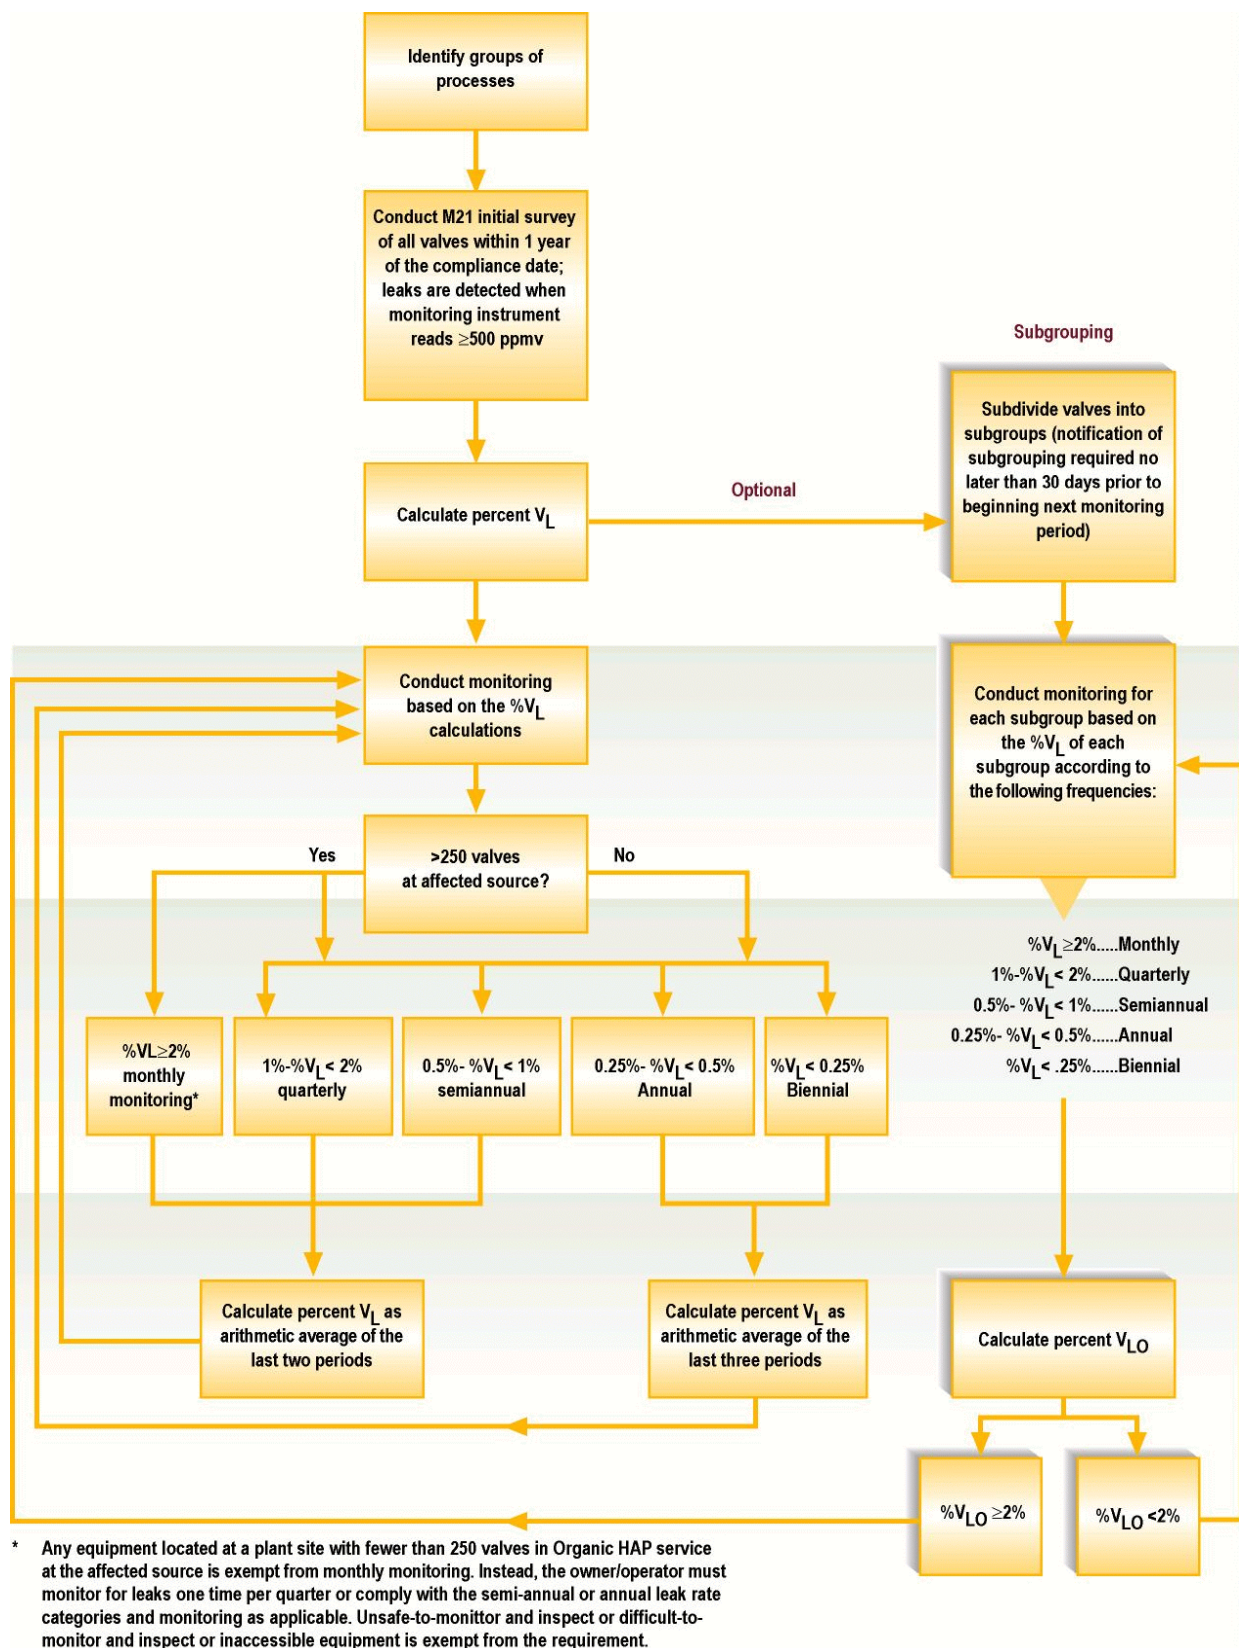 Identify groups of
processes
Conduct M21 initial survey
of all valves within 1 year
of the compliance date;
leaks are detected when
monitoring instrument
reads ≥500 ppmv
Subgrouping
Subdivide valves into
subgroups (notification of
subgrouping required no
later than 30 days prior to
beginning next monitoring
period)
Calculate percent VL
Optional
Conduct monitoring
based on the %VL
calculations
Conduct monitoring for
each subgroup based on
the %VL of each
subgroup according to
the following frequencies:
Yes
>250 valves
at affected source?
No
%VL≥2%.....Monthly
1%-%VL< 2%......Quarterly
0.5%- %VL< 1%......Semiannual
0.25%- %VL< 0.5%......Annual
%VL< .25%......Biennial
%VL≥2%
monthly
monitoring*
1%-%VL< 2%
quarterly
0.5%- %VL< 1%
semiannual
0.25%- %VL< 0.5%
Annual
%VL< 0.25%
Biennial
Calculate percent VL as
arithmetic average of the
last two periods
Calculate percent VL as
arithmetic average of the
last three periods
Calculate percent VLO
%VLO ≥2%
%VLO <2%
* Any equipment located at a plant site with fewer than 250 valves in Organic HAP service
at the affected source is exempt from monthly monitoring. Instead, the owner/operator must
monitor for leaks one time per quarter or comply with the semi-annual or annual leak rate
categories and monitoring as applicable. Unsafe-to-monittor and inspect or difficult-to-
monitor and inspect or inaccessible equipment is exempt from the requirement.